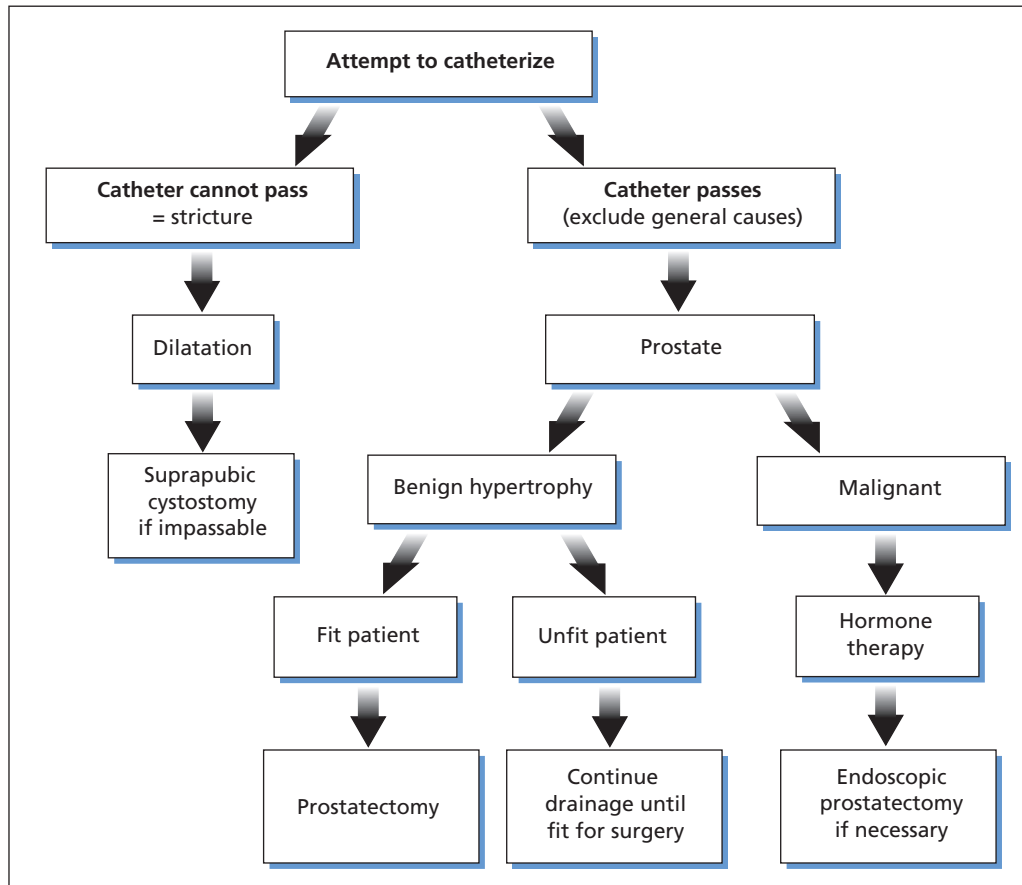 Attempt to catheterize
Catheter cannot pass
= stricture
Catheter passes
(exclude general causes)
Dilatation
Prostate
Suprapubic
cystostomy
if impassable
Benign hypertrophy
Malignant
Fit patient
Unfit patient
Hormone
therapy
Prostatectomy
Continue
drainage until
fit for surgery
Endoscopic
prostatectomy
if necessary